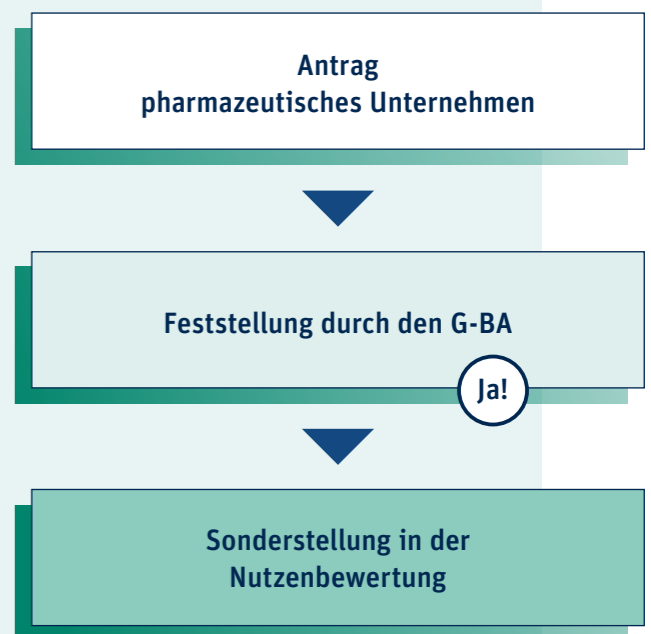 Antrag
pharmazeutisches Unternehmen
Feststellung durch den G-BA
Ja!
Sonderstellung in der
Nutzenbewertung